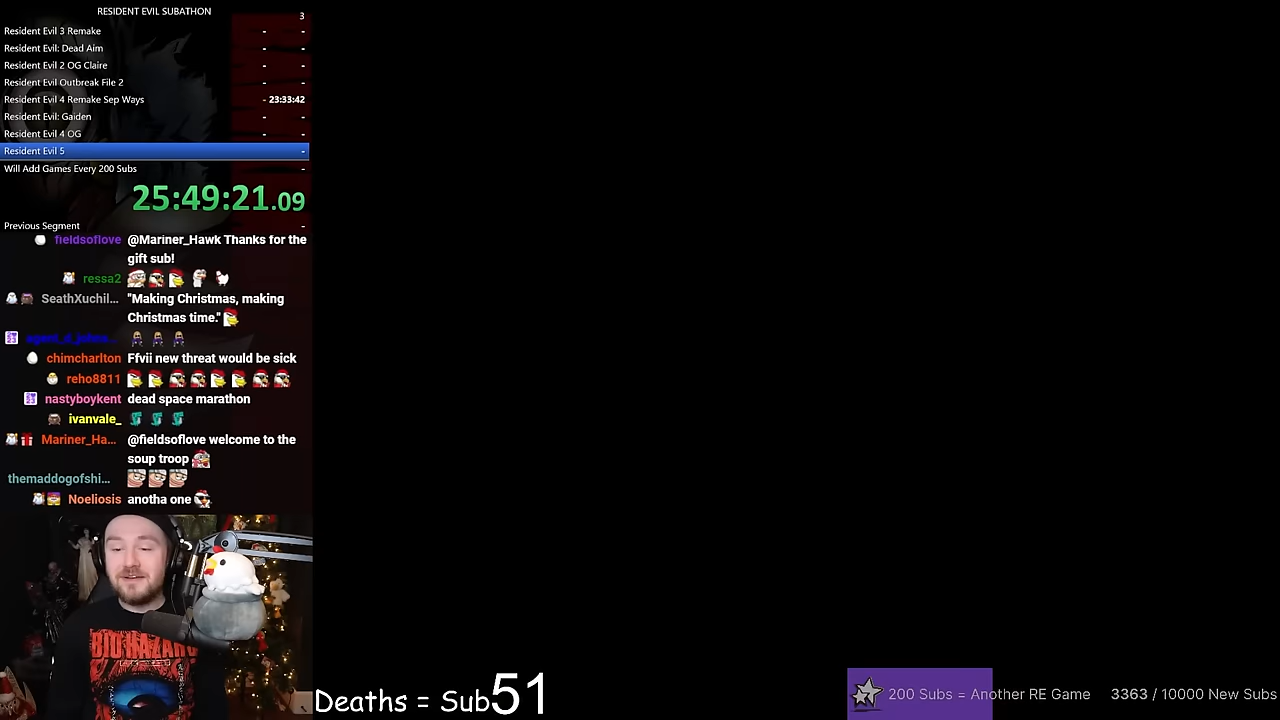 RESIDENT EVIL SUBATHON
3
Resident Evil 3 Remake - -
Resident Evil: Dead Aim - -
Resident Evil 2 OG Claire - -
Resident Evil Outbreak File 2 - -
Resident Evil 4 Remake Sep Ways - 23:33:42
Resident Evil: Gaiden - -
Resident Evil 4 OG - -
Resident Evil 5 -
Will Add Games Every 200 Subs -
25:49:21.09
Previous Segment -
fieldsoflove @Mariner_Hawk Thanks for the
gift sub!
ressa2
SeathXuchil... "Making Christmas, making
Christmas time."
chimcharlton Ffvii new threat would be sick
reho8811
nastyboykent dead space marathon
ivanvale_
Mariner_Ha... @fieldsoflove welcome to the
soup troop
themaddogofshi...
Noeliosis anotha one
BIOHAZARD
Deaths = Sub51
200 Subs = Another RE Game 3363 / 10000 New Subs